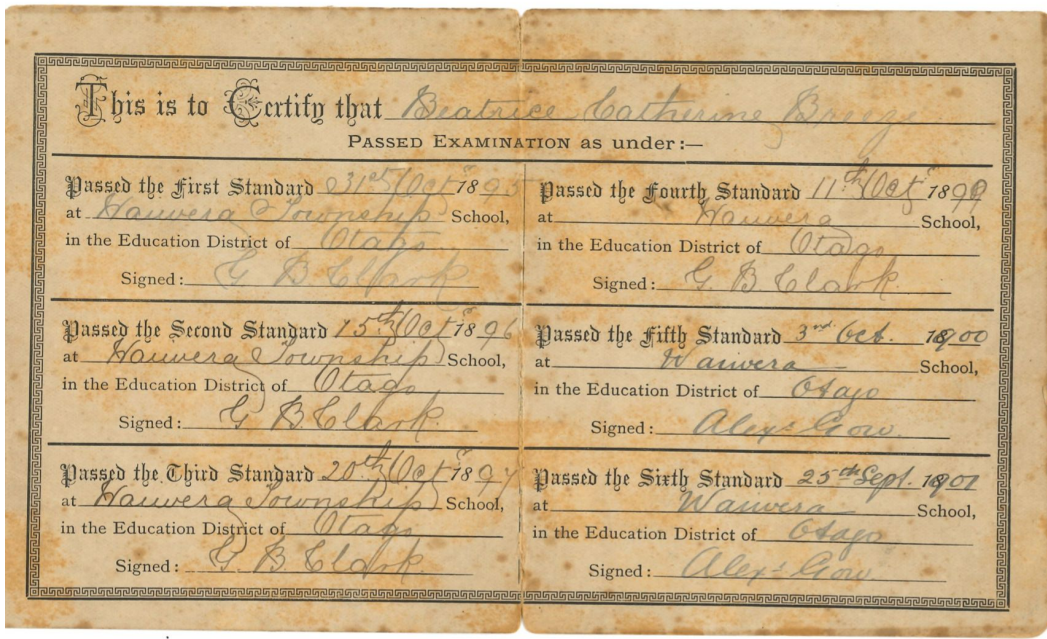 This is to Certify that Beatrice Catherine Breeze
PASSED EXAMINATION as under:—
Passed the First Standard 31st Oct r 1895
at Waiwera Township School,
in the Education District of Otago
Signed: G B Clark
Passed the Second Standard 15th Oct r 1896
at Waiwera Township School,
in the Education District of Otago
Signed: G B Clark
Passed the Third Standard 20th Oct r 1897
at Waiwera Township School,
in the Education District of Otago
Signed: G B Clark
Passed the Fourth Standard 11th Oct r 1899
at Waiwera School,
in the Education District of Otago
Signed: G. B. Clark
Passed the Fifth Standard 3rd Oct. 1900
at Waiwera School,
in the Education District of Otago
Signed: Alexr Gow.
Passed the Sixth Standard 25th Sept. 1901
at Waiwera School,
in the Education District of Otago
Signed: Alexr Gow.